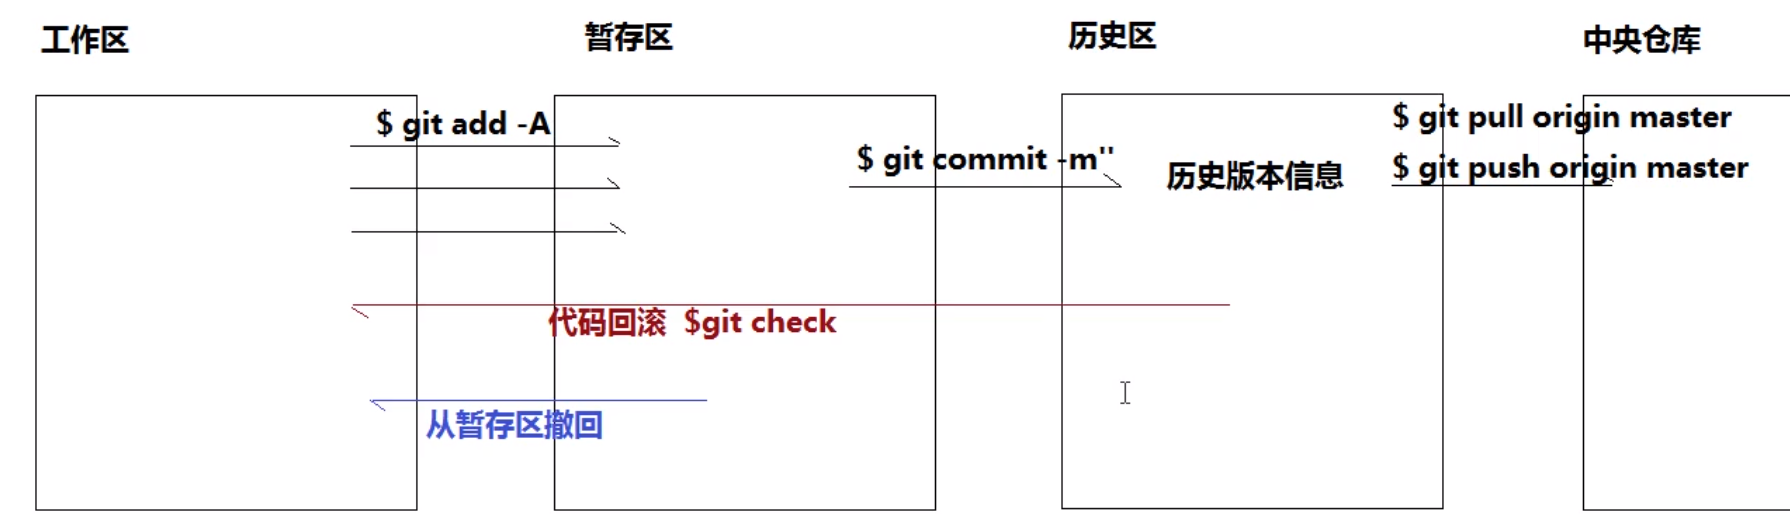 工作区
暂存区
历史区
中央仓库
$ git add -A
$ git commit -m''
历史版本信息
$ git pull origin master
$ git push origin master
代码回滚 $git check
从暂存区撤回